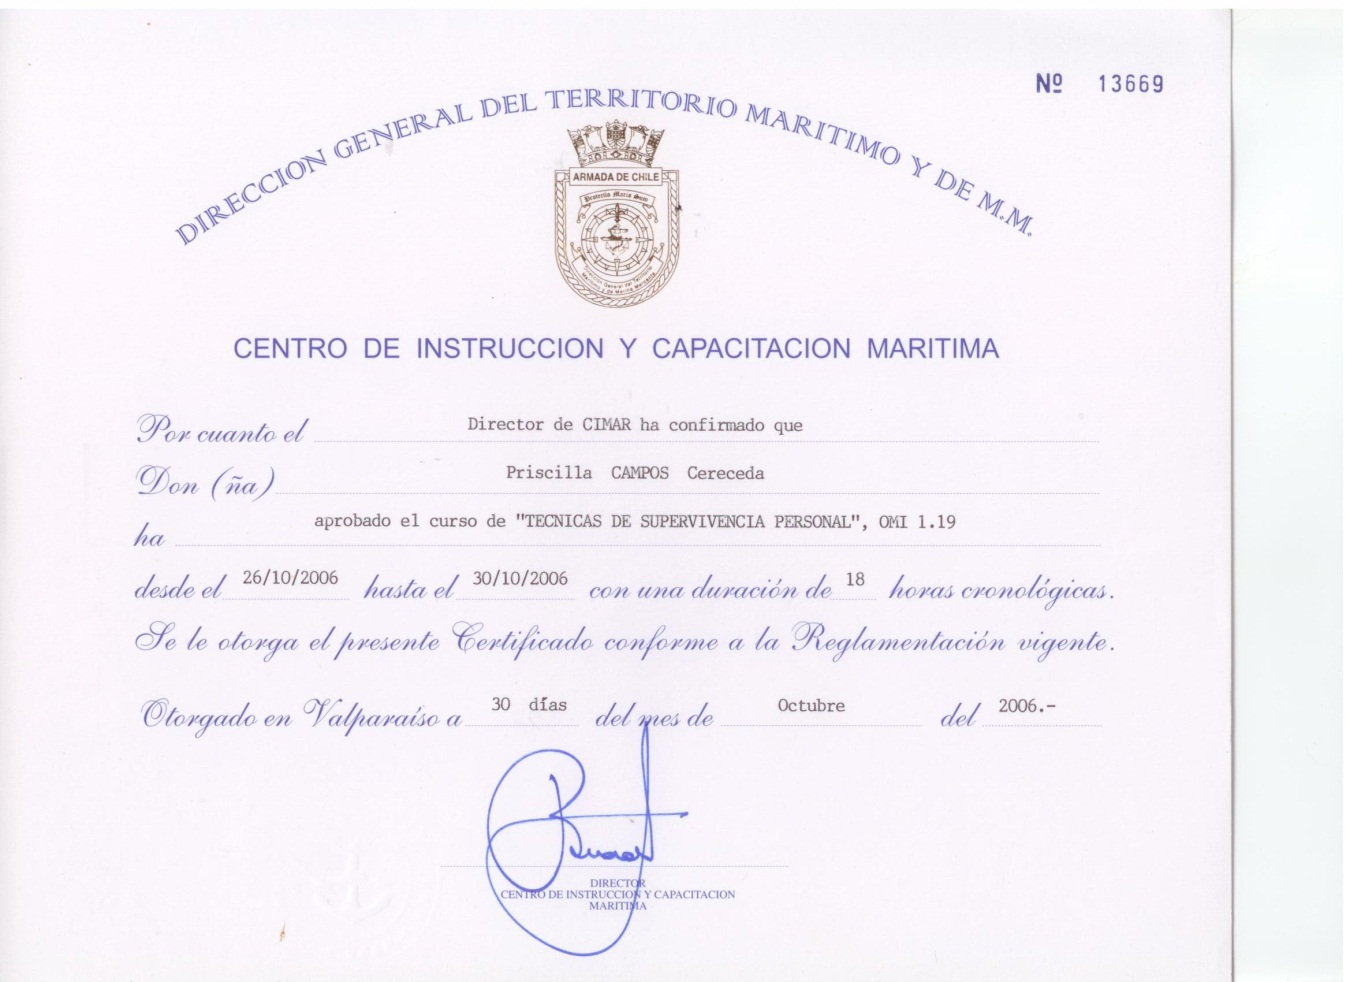 Nº 13669
DIRECCION GENERAL DEL TERRITORIO MARITIMO Y DE M.M.
ARMADA DE CHILE
CENTRO DE INSTRUCCION Y CAPACITACION MARITIMA
Por cuanto el Director de CIMAR ha confirmado que
Don (ña) Priscilla CAMPOS Cereceda
ha aprobado el curso de "TECNICAS DE SUPERVIVENCIA PERSONAL", OMI 1.19
desde el 26/10/2006 hasta el 30/10/2006 con una duración de 18 horas cronológicas.
Se le otorga el presente Certificado conforme a la Reglamentación vigente.
Otorgado en Valparaíso a 30 días del mes de Octubre del 2006.-
DIRECTOR
CENTRO DE INSTRUCCION Y CAPACITACION
MARITIMA